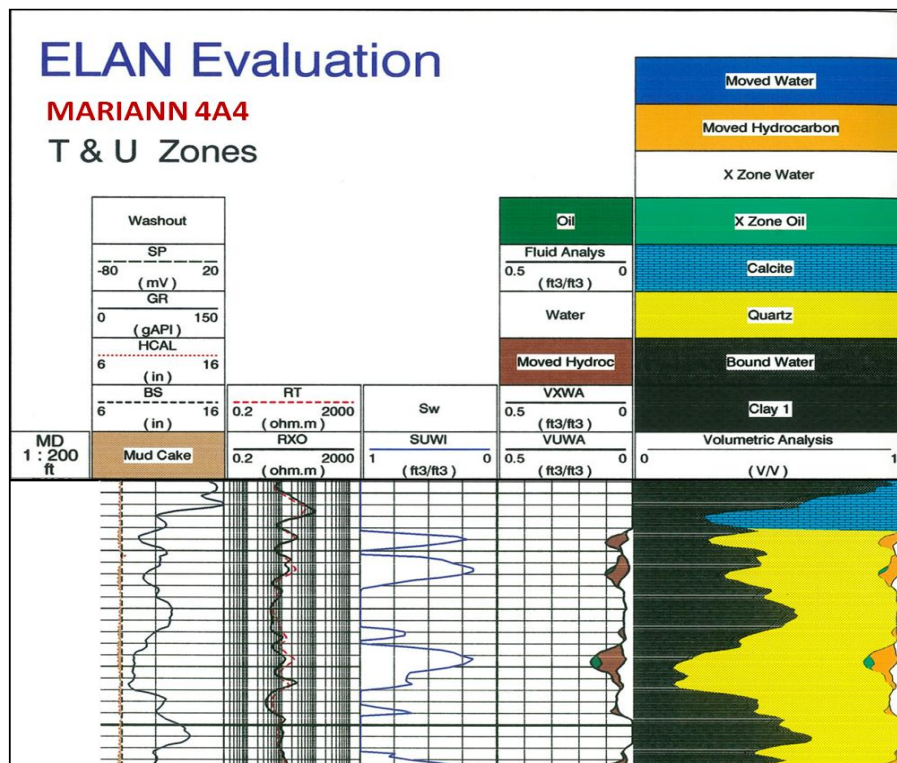 ELAN Evaluation
MARIANN 4A4
T & U Zones
Moved Water
Moved Hydrocarbon
X Zone Water
Washout
Oil
X Zone Oil
SP
-80 20
(mV)
Fluid Analys
0.5 0
(ft3/ft3)
Calcite
GR
0 150
(gAPI)
Water
Quartz
HCAL
6 16
(in)
Moved Hydroc
Bound Water
BS
6 16
(in)
RT
0.2 2000
(ohm.m)
Sw
VXWA
0.5 0
(ft3/ft3)
Clay 1
MD
1 : 200
ft
Mud Cake
RXO
0.2 2000
(ohm.m)
SUWI
1 0
(ft3/ft3)
VUWA
0.5 0
(ft3/ft3)
Volumetric Analysis
0 1
(V/V)